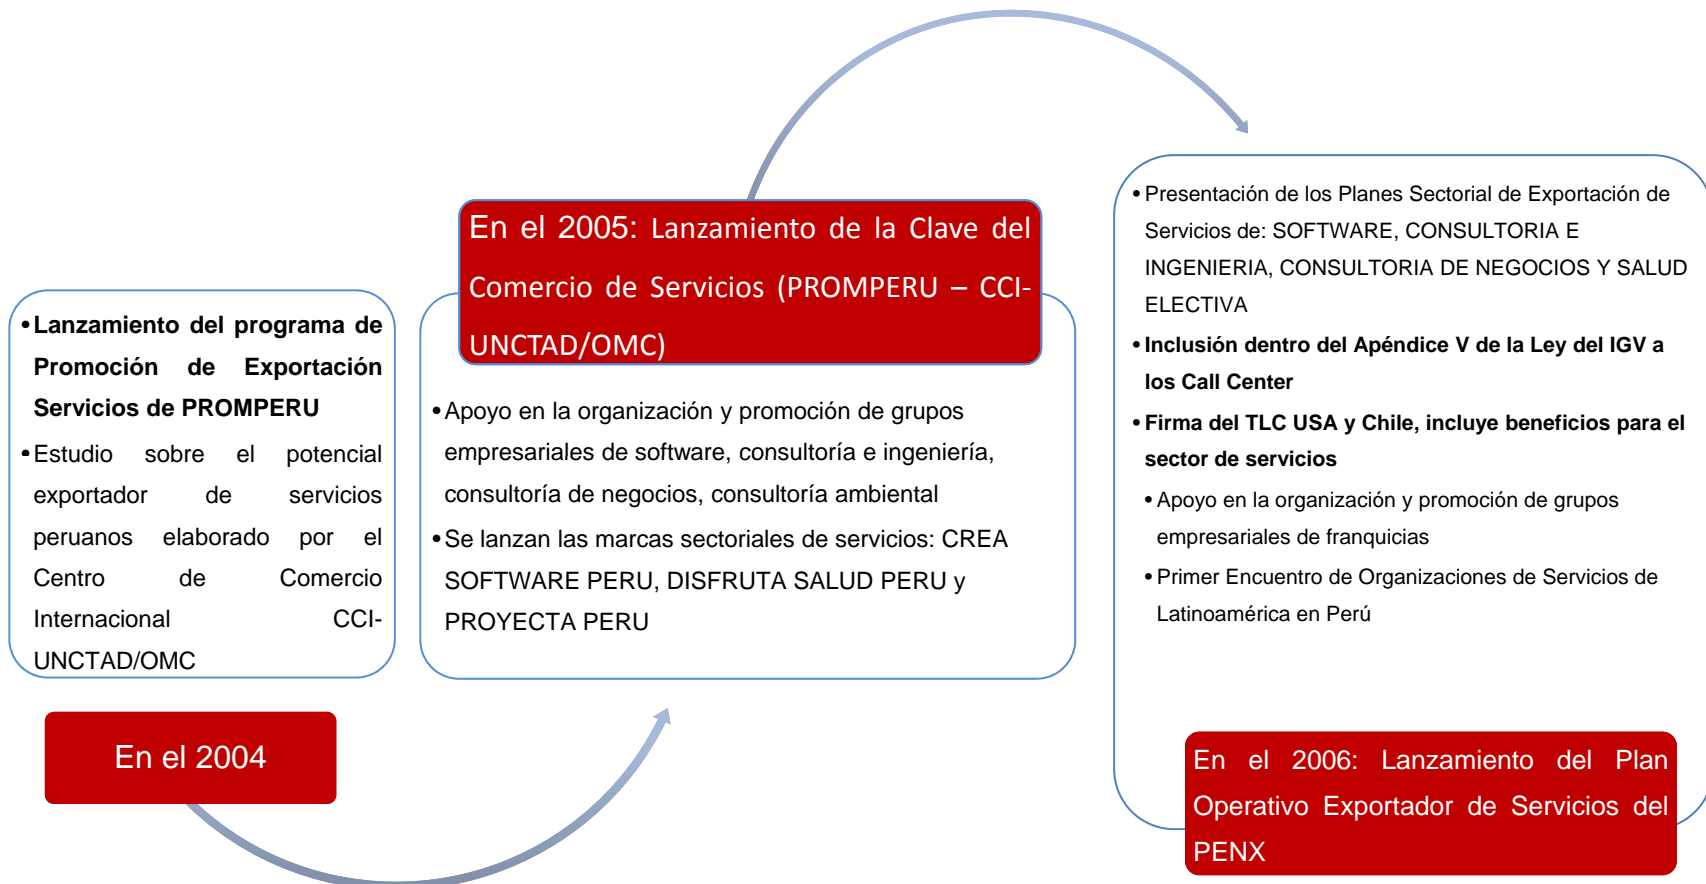 •Lanzamiento del programa de
Promoción de Exportación
Servicios de PROMPERU
•Estudio sobre el potencial
exportador de servicios
peruanos elaborado por el
Centro de Comercio
Internacional CCI-
UNCTAD/OMC
En el 2004
En el 2005: Lanzamiento de la Clave del
Comercio de Servicios (PROMPERU – CCI-
UNCTAD/OMC)
•Apoyo en la organización y promoción de grupos
empresariales de software, consultoría e ingeniería,
consultoría de negocios, consultoría ambiental
•Se lanzan las marcas sectoriales de servicios: CREA
SOFTWARE PERU, DISFRUTA SALUD PERU y
PROYECTA PERU
•Presentación de los Planes Sectorial de Exportación de
Servicios de: SOFTWARE, CONSULTORIA E
INGENIERIA, CONSULTORIA DE NEGOCIOS Y SALUD
ELECTIVA
•Inclusión dentro del Apéndice V de la Ley del IGV a
los Call Center
•Firma del TLC USA y Chile, incluye beneficios para el
sector de servicios
•Apoyo en la organización y promoción de grupos
empresariales de franquicias
•Primer Encuentro de Organizaciones de Servicios de
Latinoamérica en Perú
En el 2006: Lanzamiento del Plan
Operativo Exportador de Servicios del
PENX